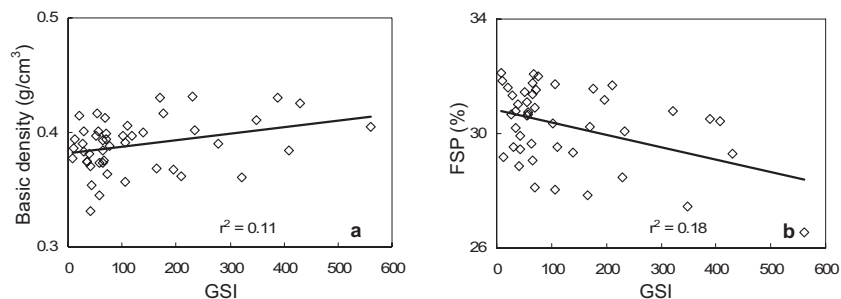 0.5
0.4
0.3
Basic density (g/cm³)
r² = 0.11
a
0 100 200 300 400 500 600
GSI
34
30
26
FSP (%)
r² = 0.18
b
0 100 200 300 400 500 600
GSI